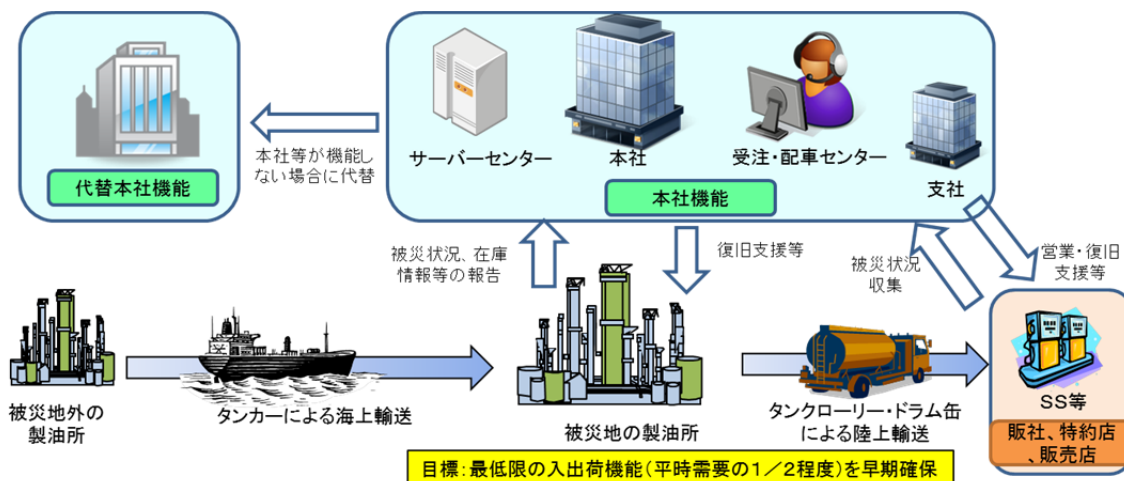 サーバーセンター
本社
受注・配車センター
支社
本社機能
代替本社機能
本社等が機能し
ない場合に代替
被災状況、在庫
情報等の報告
復旧支援等
被災状況
収集
営業・復旧
支援等
被災地外の
製油所
タンカーによる海上輸送
被災地の製油所
タンクローリー・ドラム缶
による陸上輸送
SS等
販社、特約店
、販売店
目標：最低限の入出荷機能（平時需要の１／２程度）を早期確保